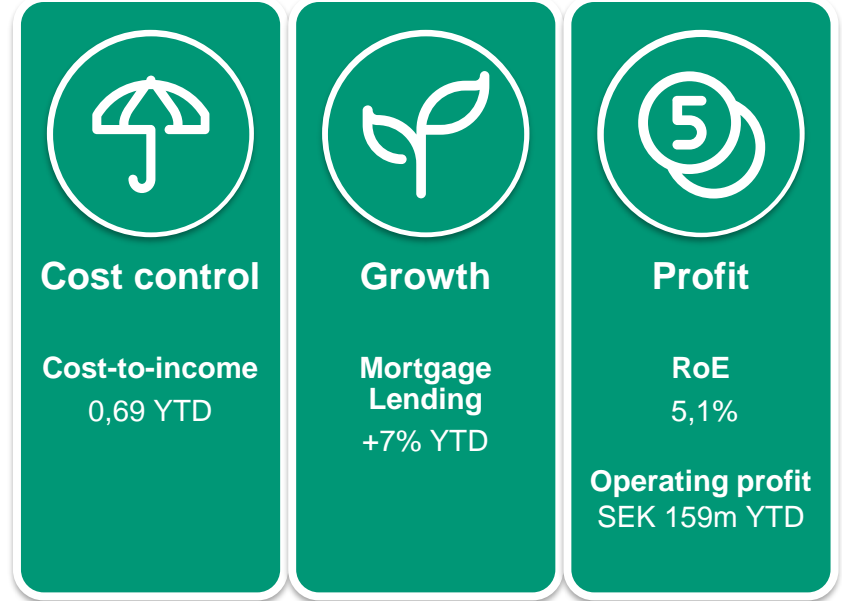 5
Cost control
Cost-to-income
0,69 YTD
Growth
Mortgage
Lending
+7% YTD
Profit
RoE
5,1%
Operating profit
SEK 159m YTD